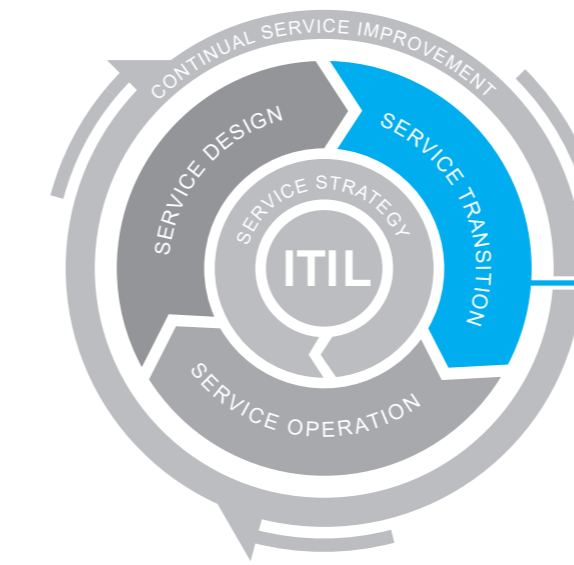 CONTINUAL SERVICE IMPROVEMENT
SERVICE DESIGN
SERVICE TRANSITION
SERVICE STRATEGY
ITIL
SERVICE OPERATION